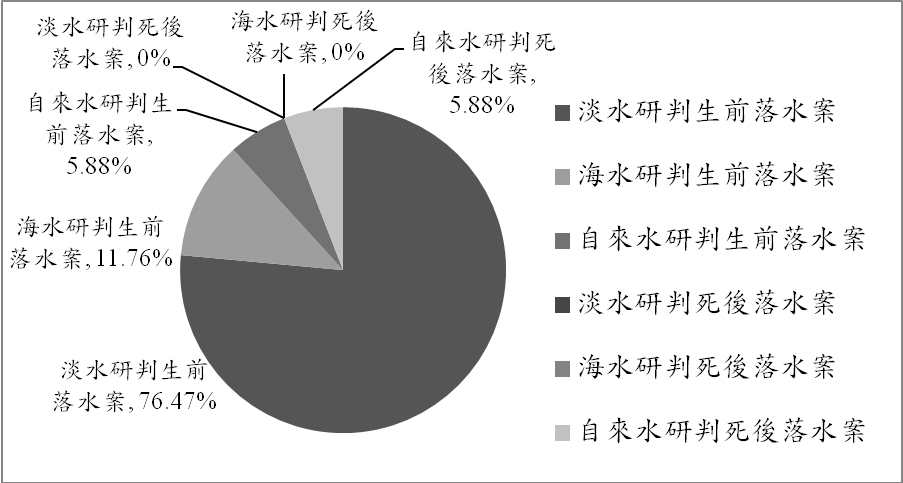 淡水研判死後
落水案, 0%
海水研判死後
落水案, 0%
自來水研判死
後落水案,
5.88%
自來水研判生
前落水案,
5.88%
海水研判生前
落水案, 11.76%
淡水研判生前
落水案, 76.47%
淡水研判生前落水案
海水研判生前落水案
自來水研判生前落水案
淡水研判死後落水案
海水研判死後落水案
自來水研判死後落水案